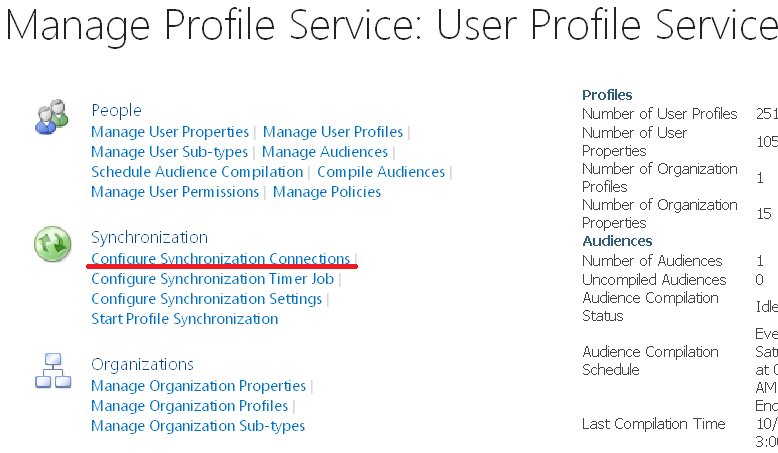 Manage Profile Service: User Profile Service
People
Manage User Properties | Manage User Profiles |
Manage User Sub-types | Manage Audiences |
Schedule Audience Compilation | Compile Audiences |
Manage User Permissions | Manage Policies
Synchronization
Configure Synchronization Connections |
Configure Synchronization Timer Job |
Configure Synchronization Settings |
Start Profile Synchronization
Organizations
Manage Organization Properties |
Manage Organization Profiles |
Manage Organization Sub-types
Profiles
Number of User Profiles 251
Number of User
Properties 105
Number of Organization
Profiles 1
Number of Organization
Properties 15
Audiences
Number of Audiences 1
Uncompiled Audiences 0
Audience Compilation
Status Idle
Audience Compilation
Schedule
Eve
Satu
at 0
AM
Last Compilation Time
End
10/
3:00